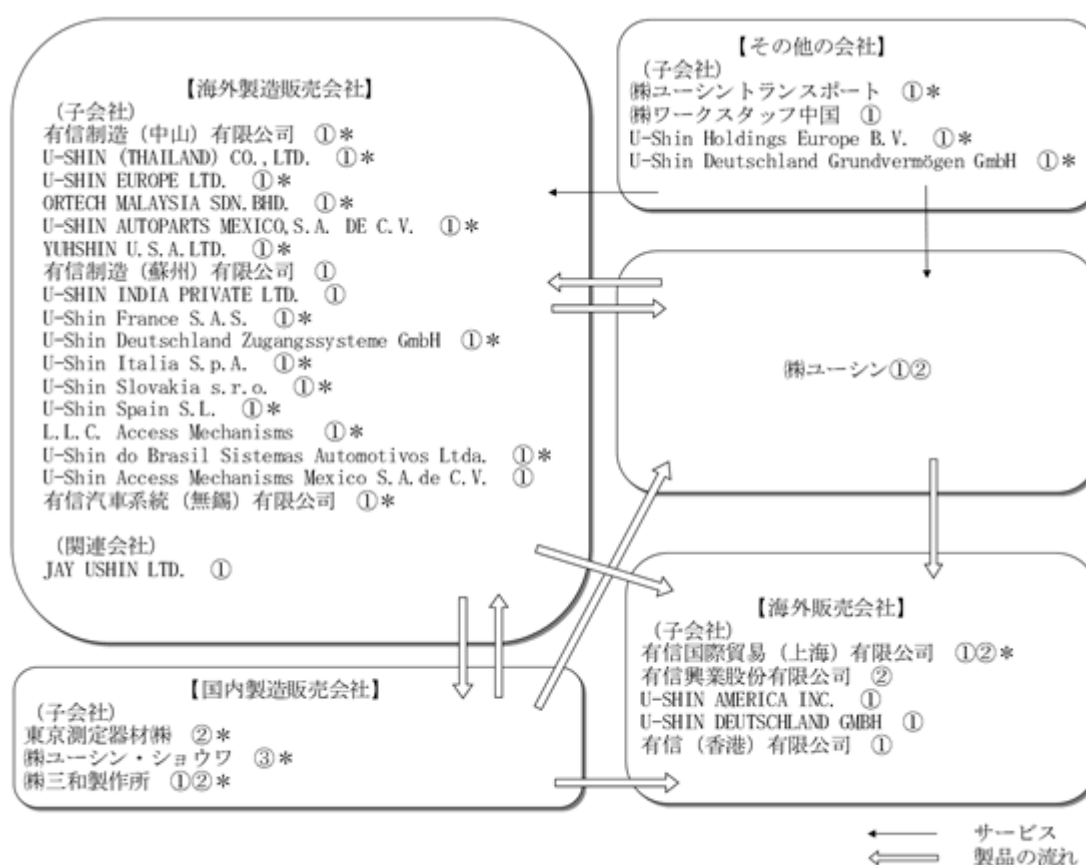 【海外製造販売会社】
(子会社)
有信制造（中山）有限公司 ①*
U-SHIN (THAILAND) CO.,LTD. ①*
U-SHIN EUROPE LTD. ①*
ORTECH MALAYSIA SDN.BHD. ①*
U-SHIN AUTOPARTS MEXICO,S.A. DE C.V. ①*
YUHSHIN U.S.A.LTD. ①*
有信制造（蘇州）有限公司 ①
U-SHIN INDIA PRIVATE LTD. ①
U-Shin France S.A.S. ①*
U-Shin Deutschland Zugangssysteme GmbH ①*
U-Shin Italia S.p.A. ①*
U-Shin Slovakia s.r.o. ①*
U-Shin Spain S.L. ①*
L.L.C. Access Mechanisms ①*
U-Shin do Brasil Sistemas Automotivos Ltda. ①*
U-Shin Access Mechanisms Mexico S.A.de C.V. ①
有信汽車系統（無錫）有限公司 ①*
(関連会社)
JAY USHIN LTD. ①
【国内製造販売会社】
(子会社)
東京測定器材㈱ ②*
㈱ユーシン・ショウワ ③*
㈱三和製作所 ①②*
【その他の会社】
(子会社)
㈱ユーシントランスポート ①*
㈱ワークスタッフ中国 ①
U-Shin Holdings Europe B.V. ①*
U-Shin Deutschland Grundvermögen GmbH ①*
㈱ユーシン①②
【海外販売会社】
(子会社)
有信国際貿易（上海）有限公司 ①②*
有信興業股份有限公司 ②
U-SHIN AMERICA INC. ①
U-SHIN DEUTSCHLAND GMBH ①
有信（香港）有限公司 ①
サービス
製品の流れ